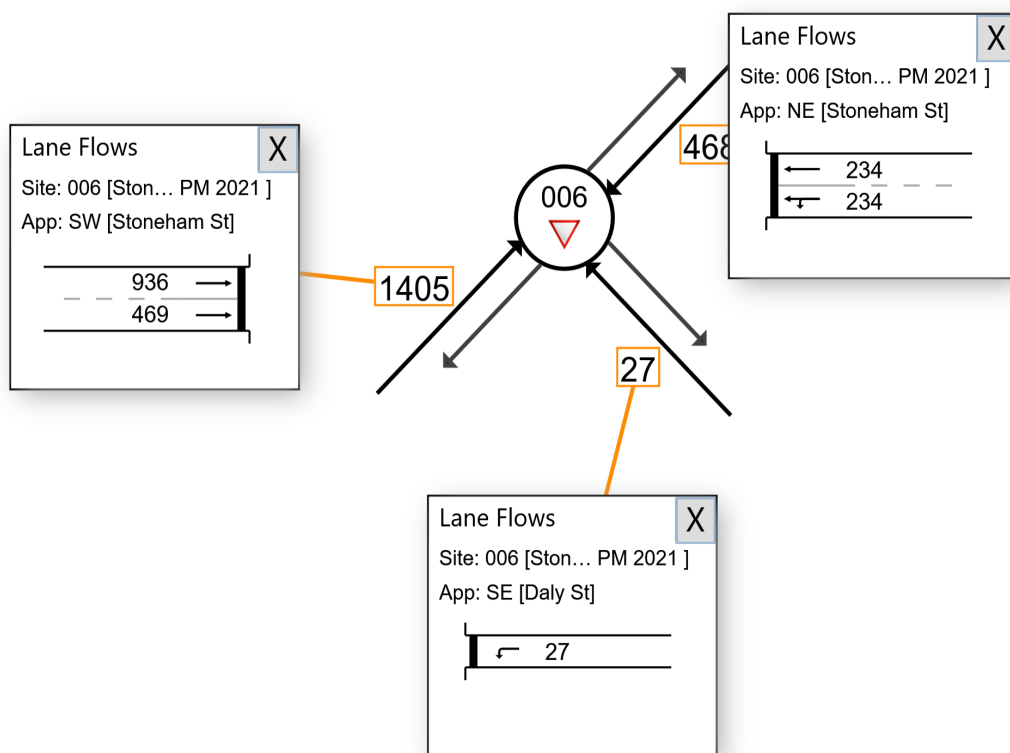 Lane Flows
X
Site: 006 [Ston... PM 2021 ]
App: NE [Stoneham St]
234
234
468
006
Lane Flows
X
Site: 006 [Ston... PM 2021 ]
App: SW [Stoneham St]
936
469
1405
27
Lane Flows
X
Site: 006 [Ston... PM 2021 ]
App: SE [Daly St]
27